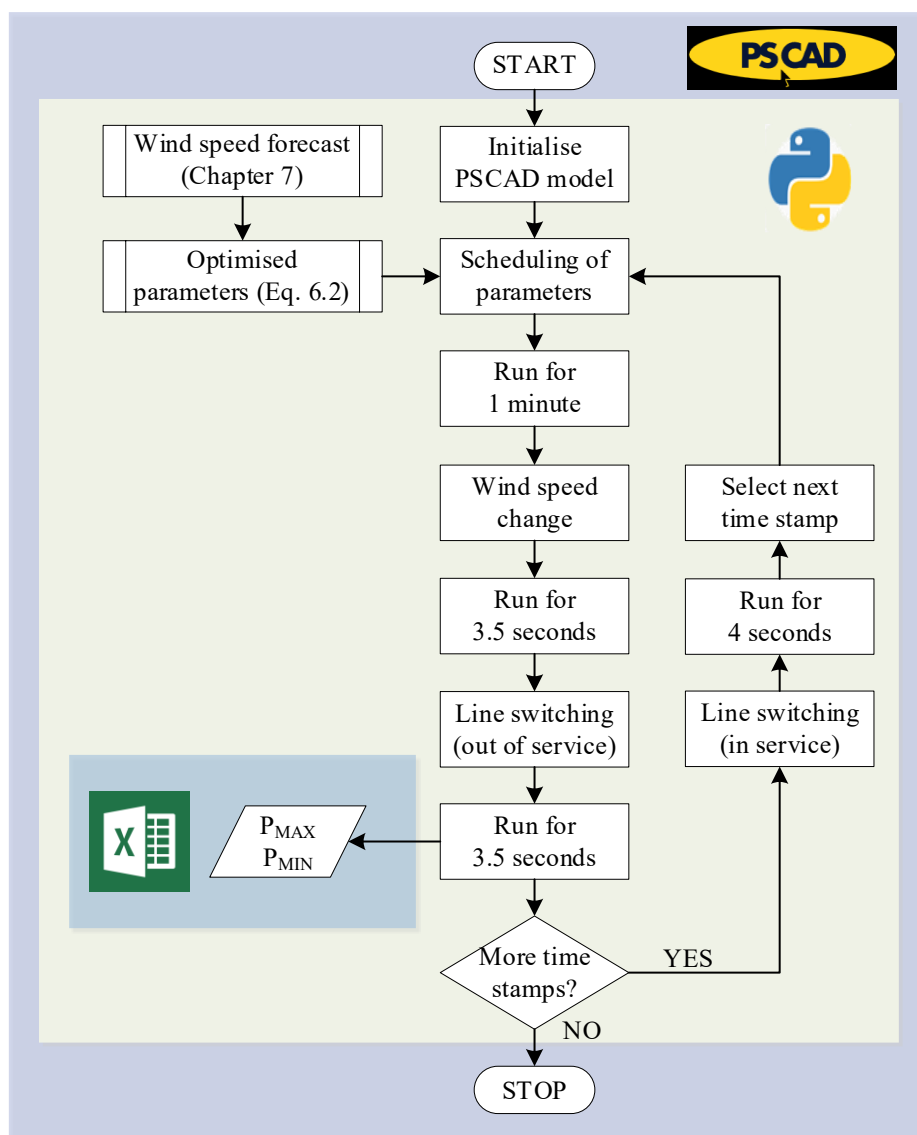 START
PSCAD
Wind speed forecast
(Chapter 7)
Initialise
PSCAD model
Optimised
parameters (Eq. 6.2)
Scheduling of
parameters
Run for
1 minute
Wind speed
change
Select next
time stamp
Run for
3.5 seconds
Run for
4 seconds
Line switching
(out of service)
Line switching
(in service)
X
PMAX
PMIN
Run for
3.5 seconds
More time
stamps?
YES
NO
STOP